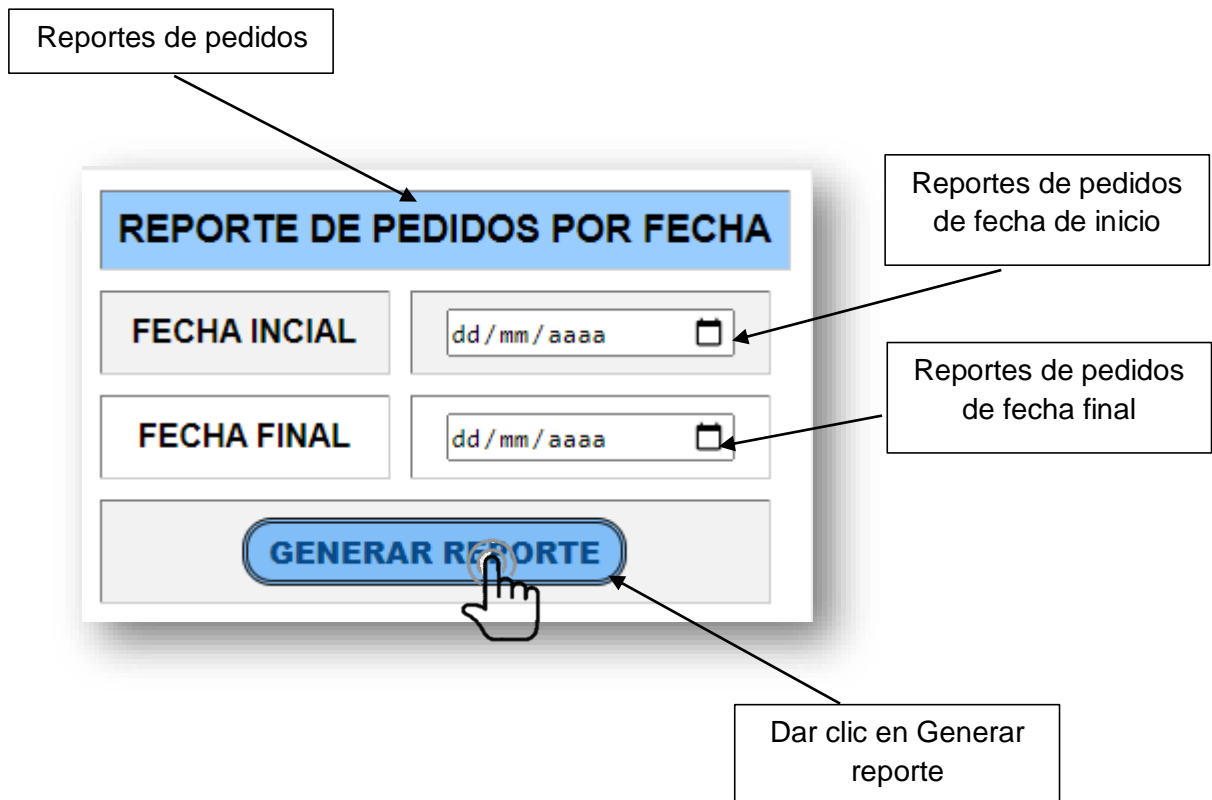 Reportes de pedidos
REPORTE DE PEDIDOS POR FECHA
Reportes de pedidos
de fecha de inicio
FECHA INCIAL
dd/mm/aaaa
Reportes de pedidos
de fecha final
FECHA FINAL
dd/mm/aaaa
GENERAR REPORTE
Dar clic en Generar
reporte